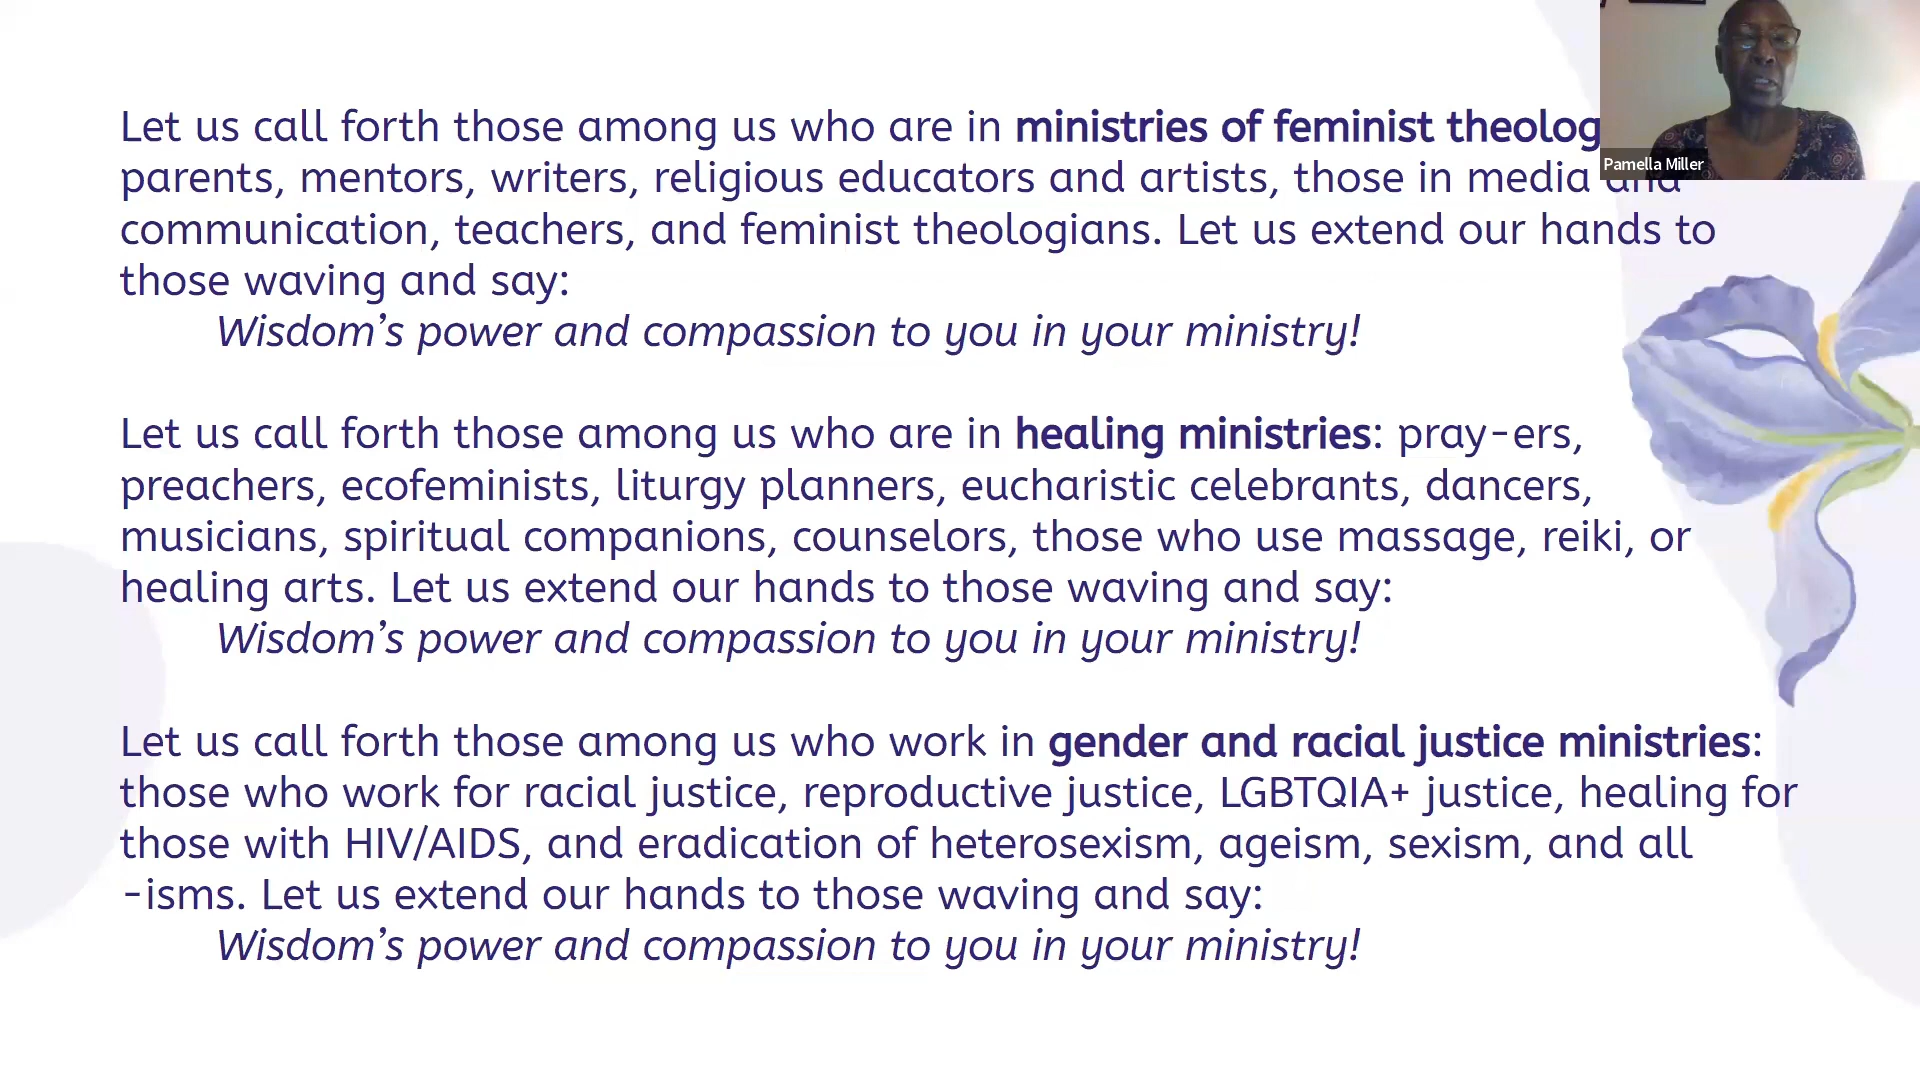 Let us call forth those among us who are in ministries of feminist theolog
parents, mentors, writers, religious educators and artists, those in media and
communication, teachers, and feminist theologians. Let us extend our hands to
those waving and say:
Wisdom’s power and compassion to you in your ministry!
Let us call forth those among us who are in healing ministries: pray-ers,
preachers, ecofeminists, liturgy planners, eucharistic celebrants, dancers,
musicians, spiritual companions, counselors, those who use massage, reiki, or
healing arts. Let us extend our hands to those waving and say:
Wisdom’s power and compassion to you in your ministry!
Let us call forth those among us who work in gender and racial justice ministries:
those who work for racial justice, reproductive justice, LGBTQIA+ justice, healing for
those with HIV/AIDS, and eradication of heterosexism, ageism, sexism, and all
-isms. Let us extend our hands to those waving and say:
Wisdom’s power and compassion to you in your ministry!
Pamella Miller